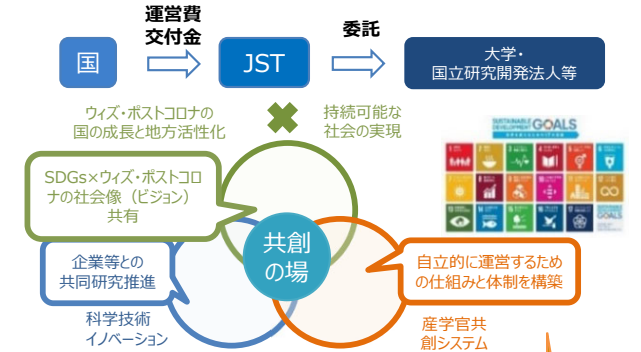 運営費
交付金
委託
国
JST
大学・
国立研究開発法人等
ウィズ・ポストコロナの
国の成長と地方活性化
持続可能な
社会の実現
SUSTAINABLE
DEVELOPMENT GOALS
SDGs×ウィズ・ポストコロ
ナの社会像（ビジョン）
共有
共創
の場
企業等との
共同研究推進
自立的に運営するため
の仕組みと体制を構築
科学技術
イノベーション
産学官共
創システム